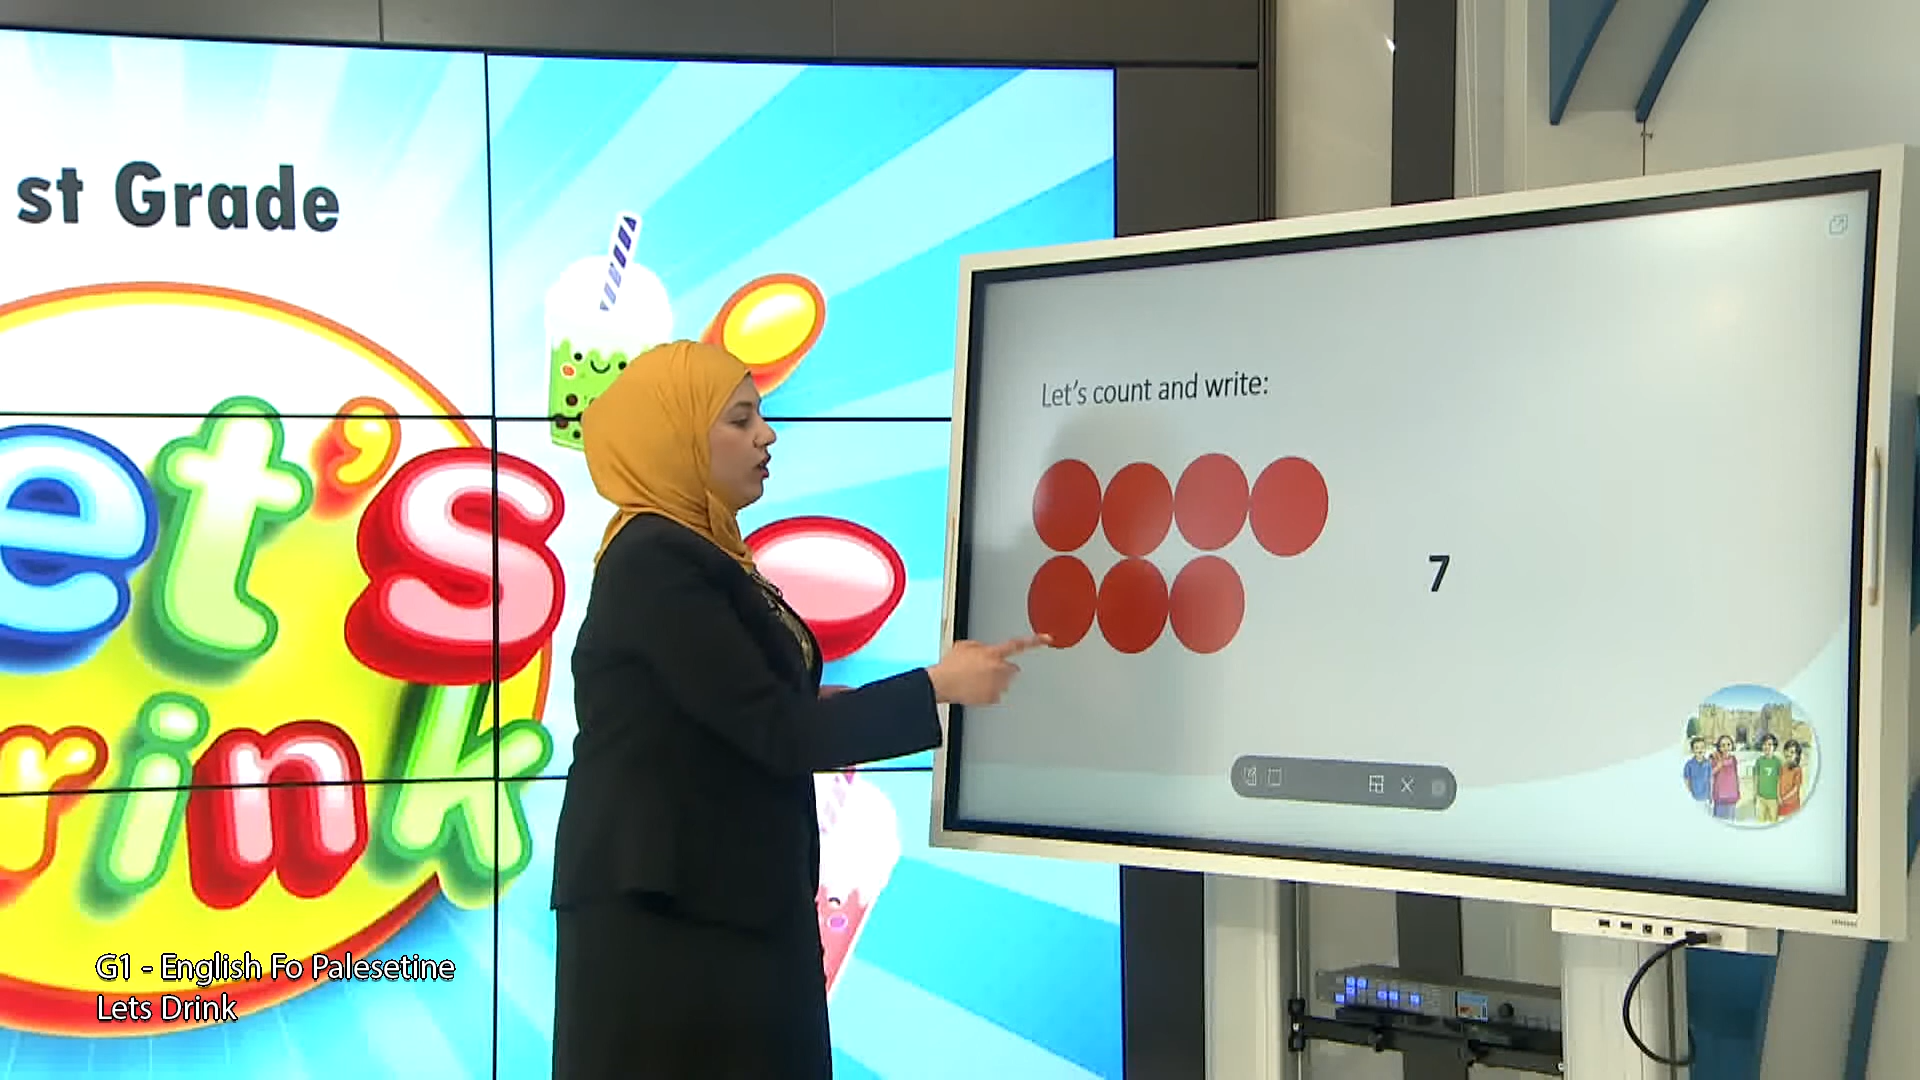 st Grade
et's
rink
Let's count and write:
7
G1 - English Fo Palesetine
Lets Drink